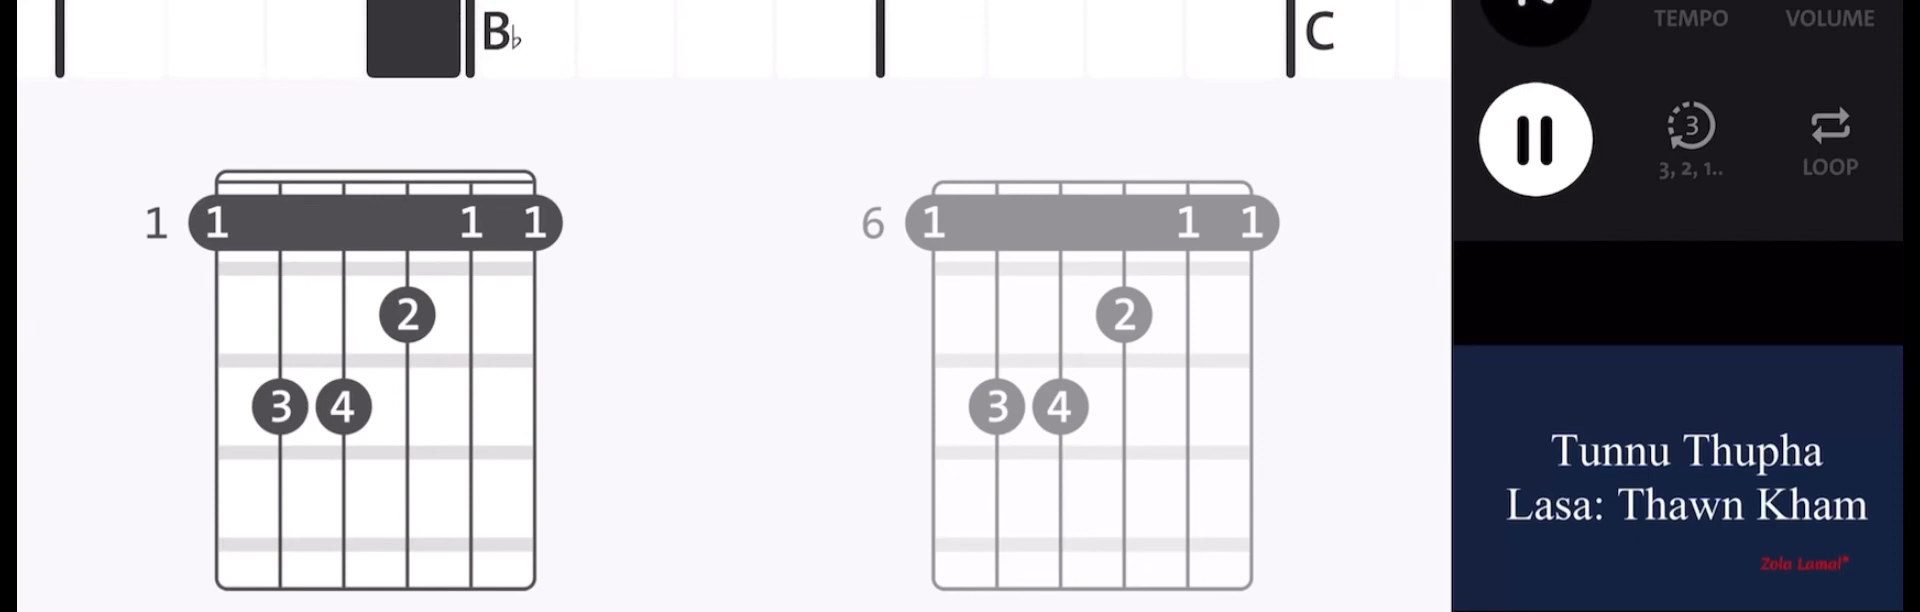 B♭
C
1
1 1 1
2
3 4
6
1 1 1
2
3 4
TEMPO VOLUME
3
3, 2, 1..
LOOP
Tunnu Thupha
Lasa: Thawn Kham
Zola Lamal*